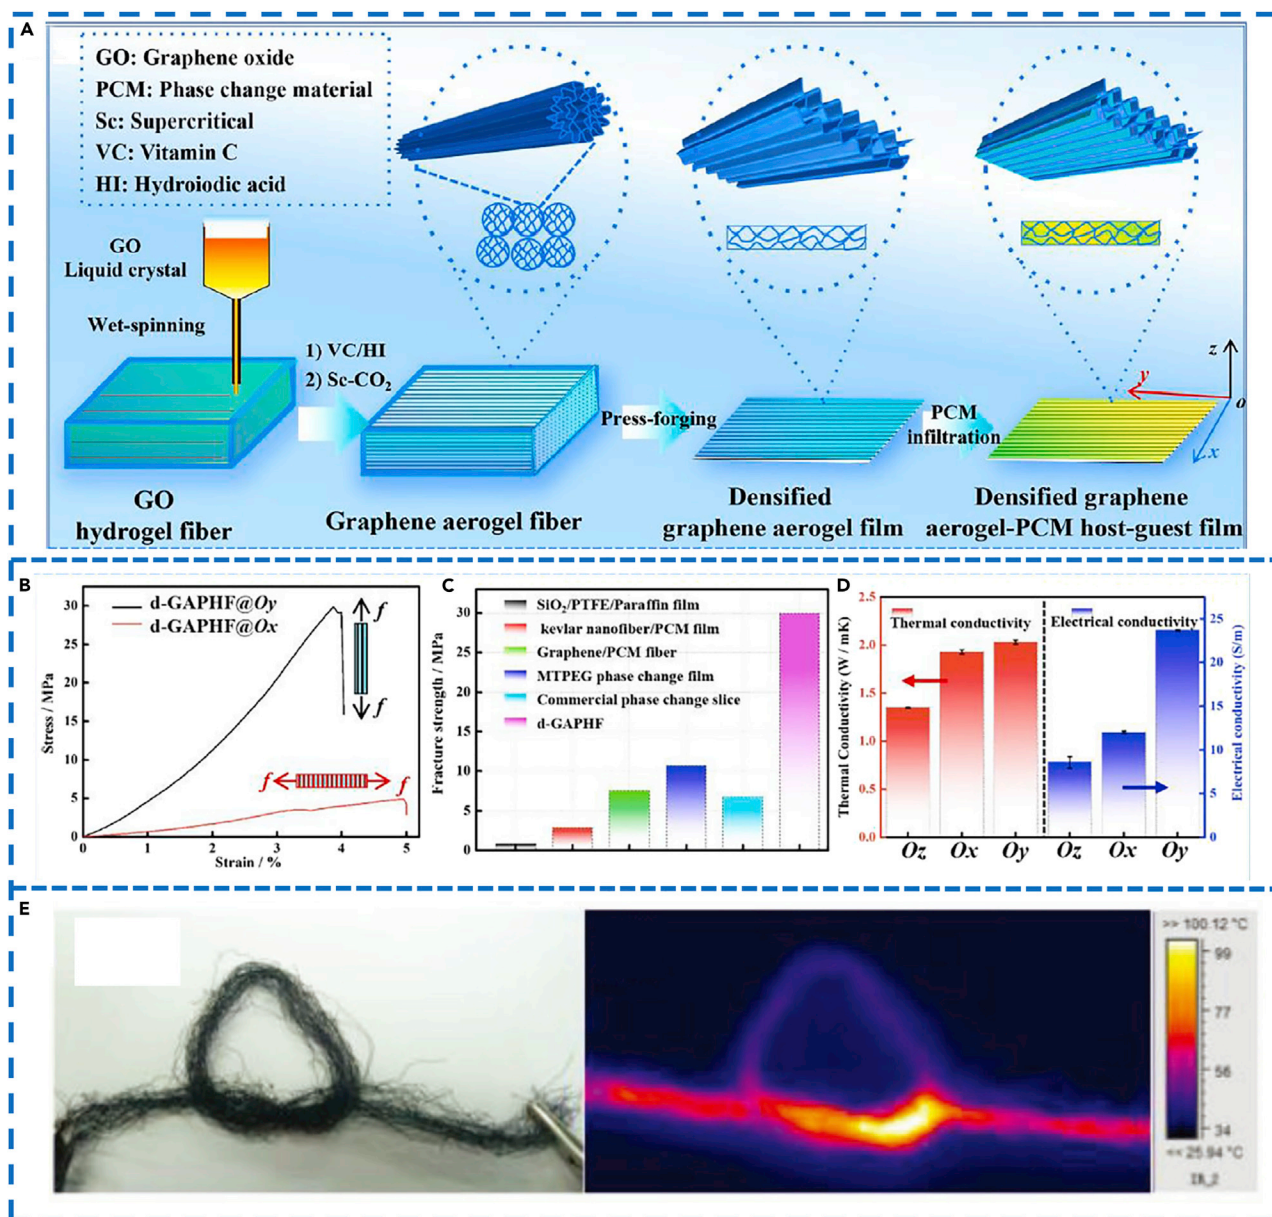 A
GO: Graphene oxide
PCM: Phase change material
Sc: Supercritical
VC: Vitamin C
HI: Hydroiodic acid
GO
Liquid crystal
Wet-spinning
1) VC/HI
2) Sc-CO₂
Press-forging
PCM
infiltration
z
y
o
x
GO
hydrogel fiber
Graphene aerogel fiber
Densified
graphene aerogel film
Densified graphene
aerogel-PCM host-guest film
B
Stress / MPa
30
25
20
15
10
5
0
d-GAPHF@Oy
d-GAPHF@Ox
f
f
f
f
0 1 2 3 4 5
Strain / %
C
Fracture strength / MPa
30
25
20
15
10
5
0
SiO₂/PTFE/Paraffin film
kevlar nanofiber/PCM film
Graphene/PCM fiber
MTPEG phase change film
Commercial phase change slice
d-GAPHF
D
Thermal Conductivity (W / mK)
2.5
2.0
1.5
1.0
0.5
0.0
Thermal conductivity
Electrical conductivity
25
20
15
10
5
0
Electrical conductivity (S/m)
Oz Ox Oy Oz Ox Oy
E
>> 100.12 °C
99
77
56
34
<< 25.94 °C
IR_2